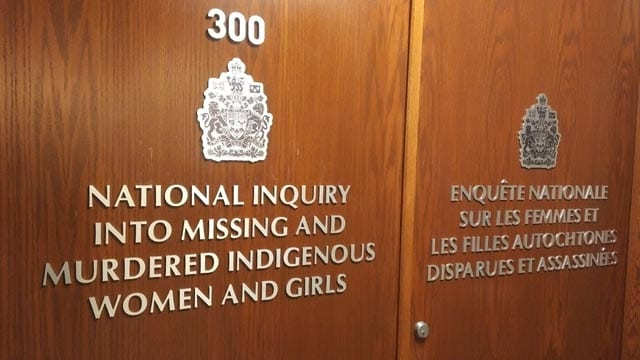 300
NATIONAL INQUIRY
INTO MISSING AND
MURDERED INDIGENOUS
WOMEN AND GIRLS
ENQUÊTE NATIONALE
SUR LES FEMMES ET
LES FILLES AUTOCHTONES
DISPARUES ET ASSASSINÉES